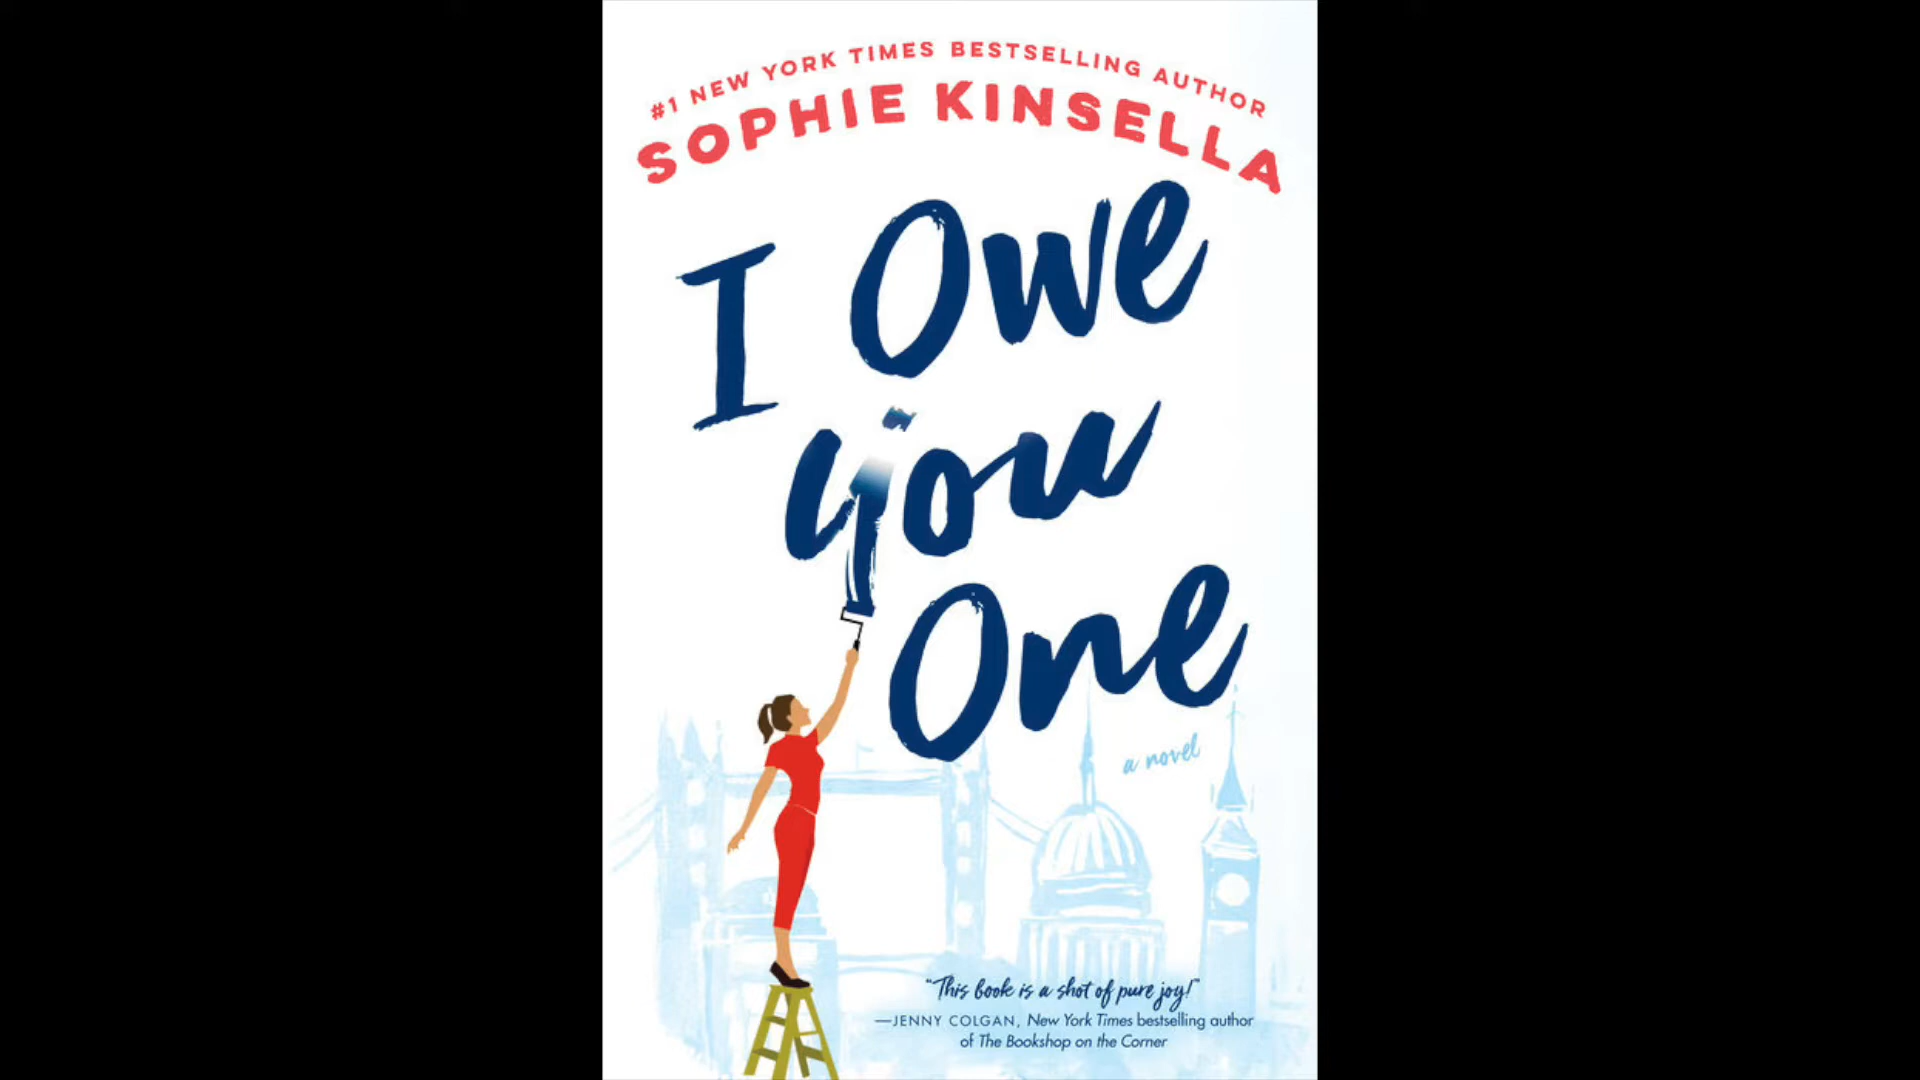 #1 NEW YORK TIMES BESTSELLING AUTHOR
SOPHIE KINSELLA
I Owe
you
One
a novel
"This book is a shot of pure joy!"
—JENNY COLGAN, New York Times bestselling author
of The Bookshop on the Corner